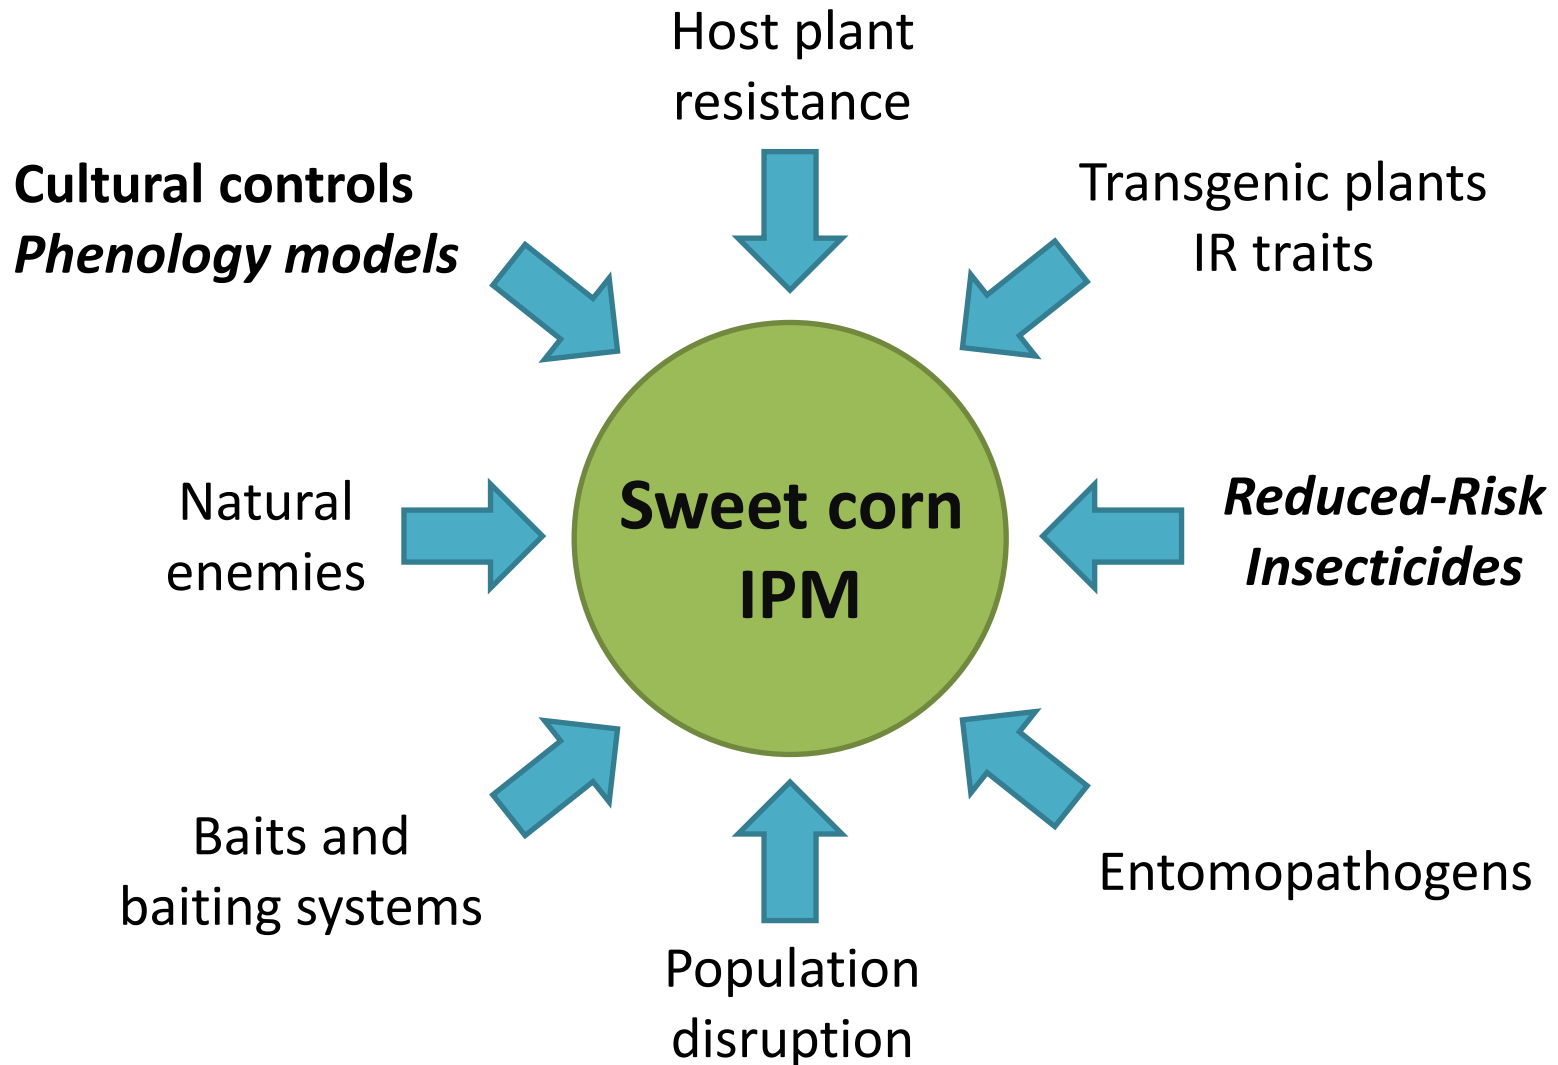 Host plant
resistance
Cultural controls
Phenology models
Transgenic plants
IR traits
Natural
enemies
Sweet corn
IPM
Reduced-Risk
Insecticides
Baits and
baiting systems
Entomopathogens
Population
disruption